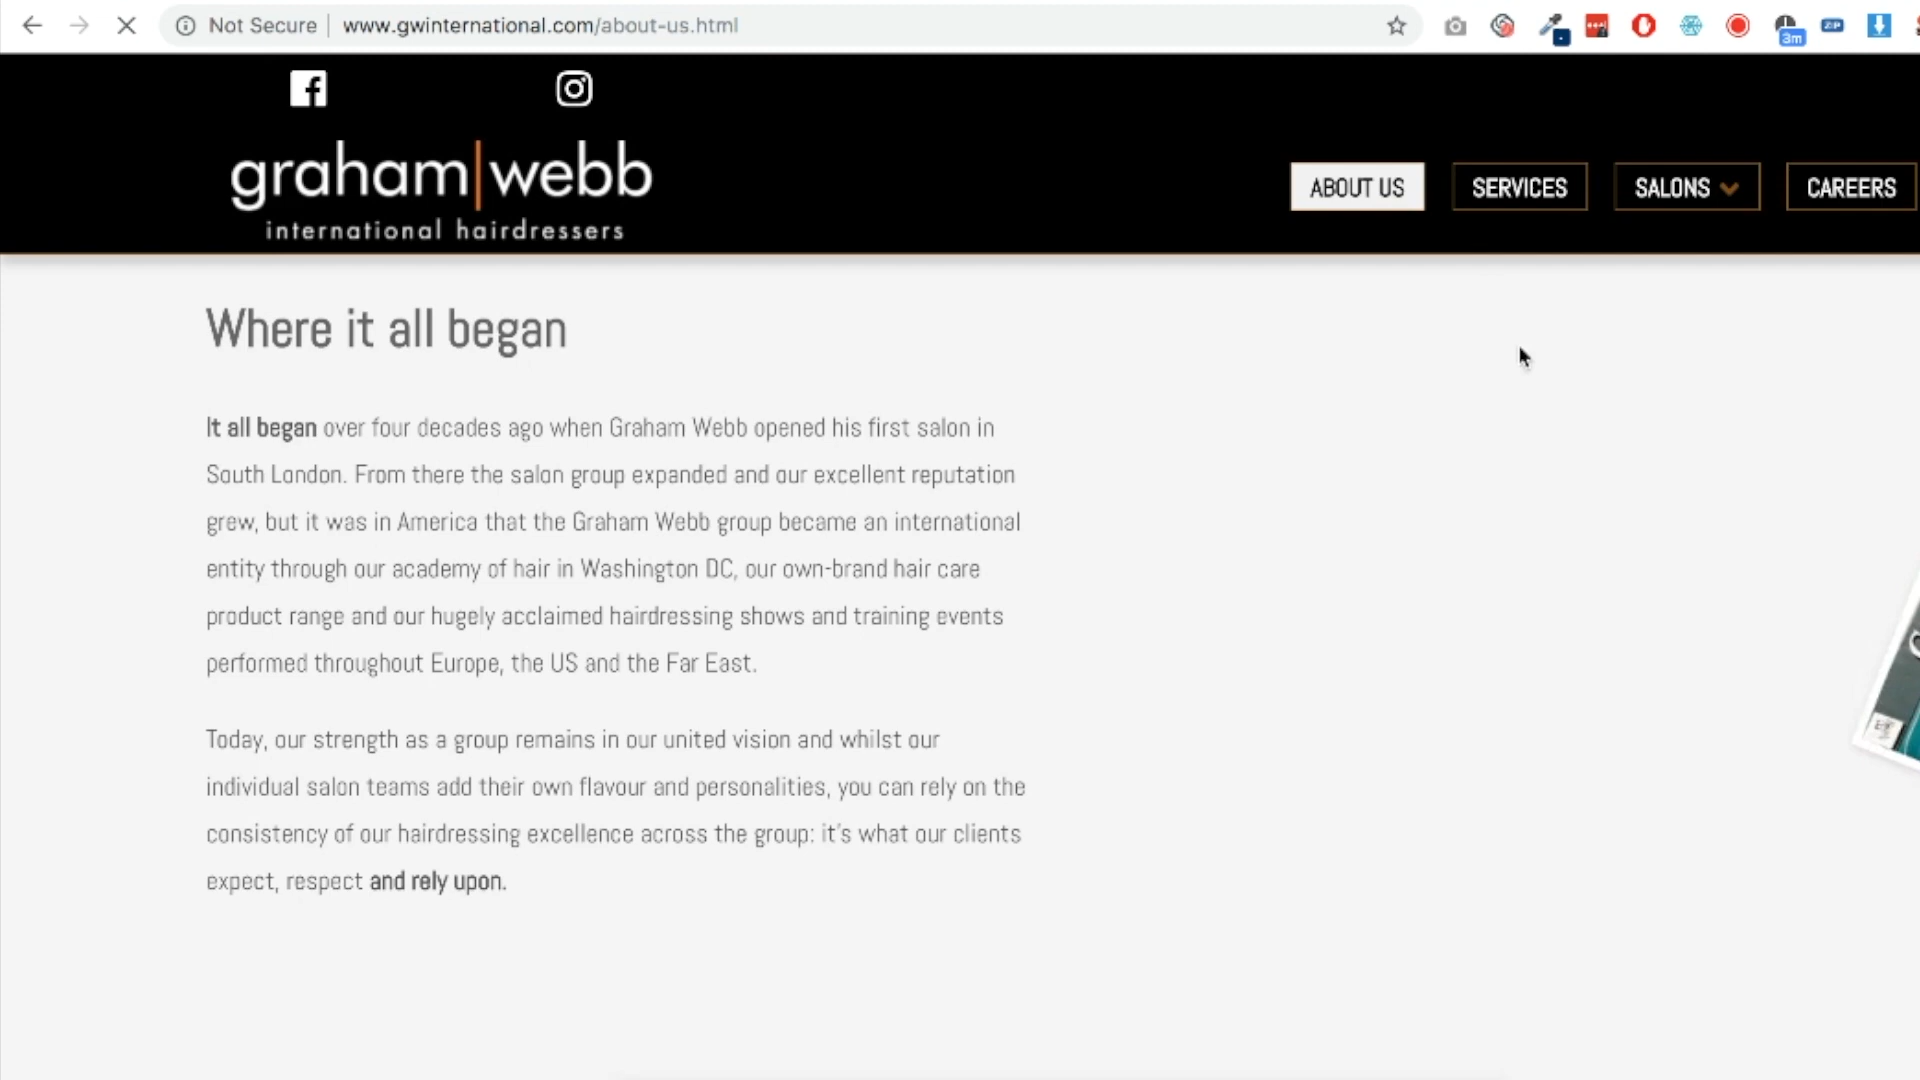 Not Secure | www.gwinternational.com/about-us.html
3m
ZIP
graham|webb
international hairdressers
ABOUT US
SERVICES
SALONS
CAREERS
Where it all began
It all began over four decades ago when Graham Webb opened his first salon in
South London. From there the salon group expanded and our excellent reputation
grew, but it was in America that the Graham Webb group became an international
entity through our academy of hair in Washington DC, our own-brand hair care
product range and our hugely acclaimed hairdressing shows and training events
performed throughout Europe, the US and the Far East.
Today, our strength as a group remains in our united vision and whilst our
individual salon teams add their own flavour and personalities, you can rely on the
consistency of our hairdressing excellence across the group: it's what our clients
expect, respect and rely upon.